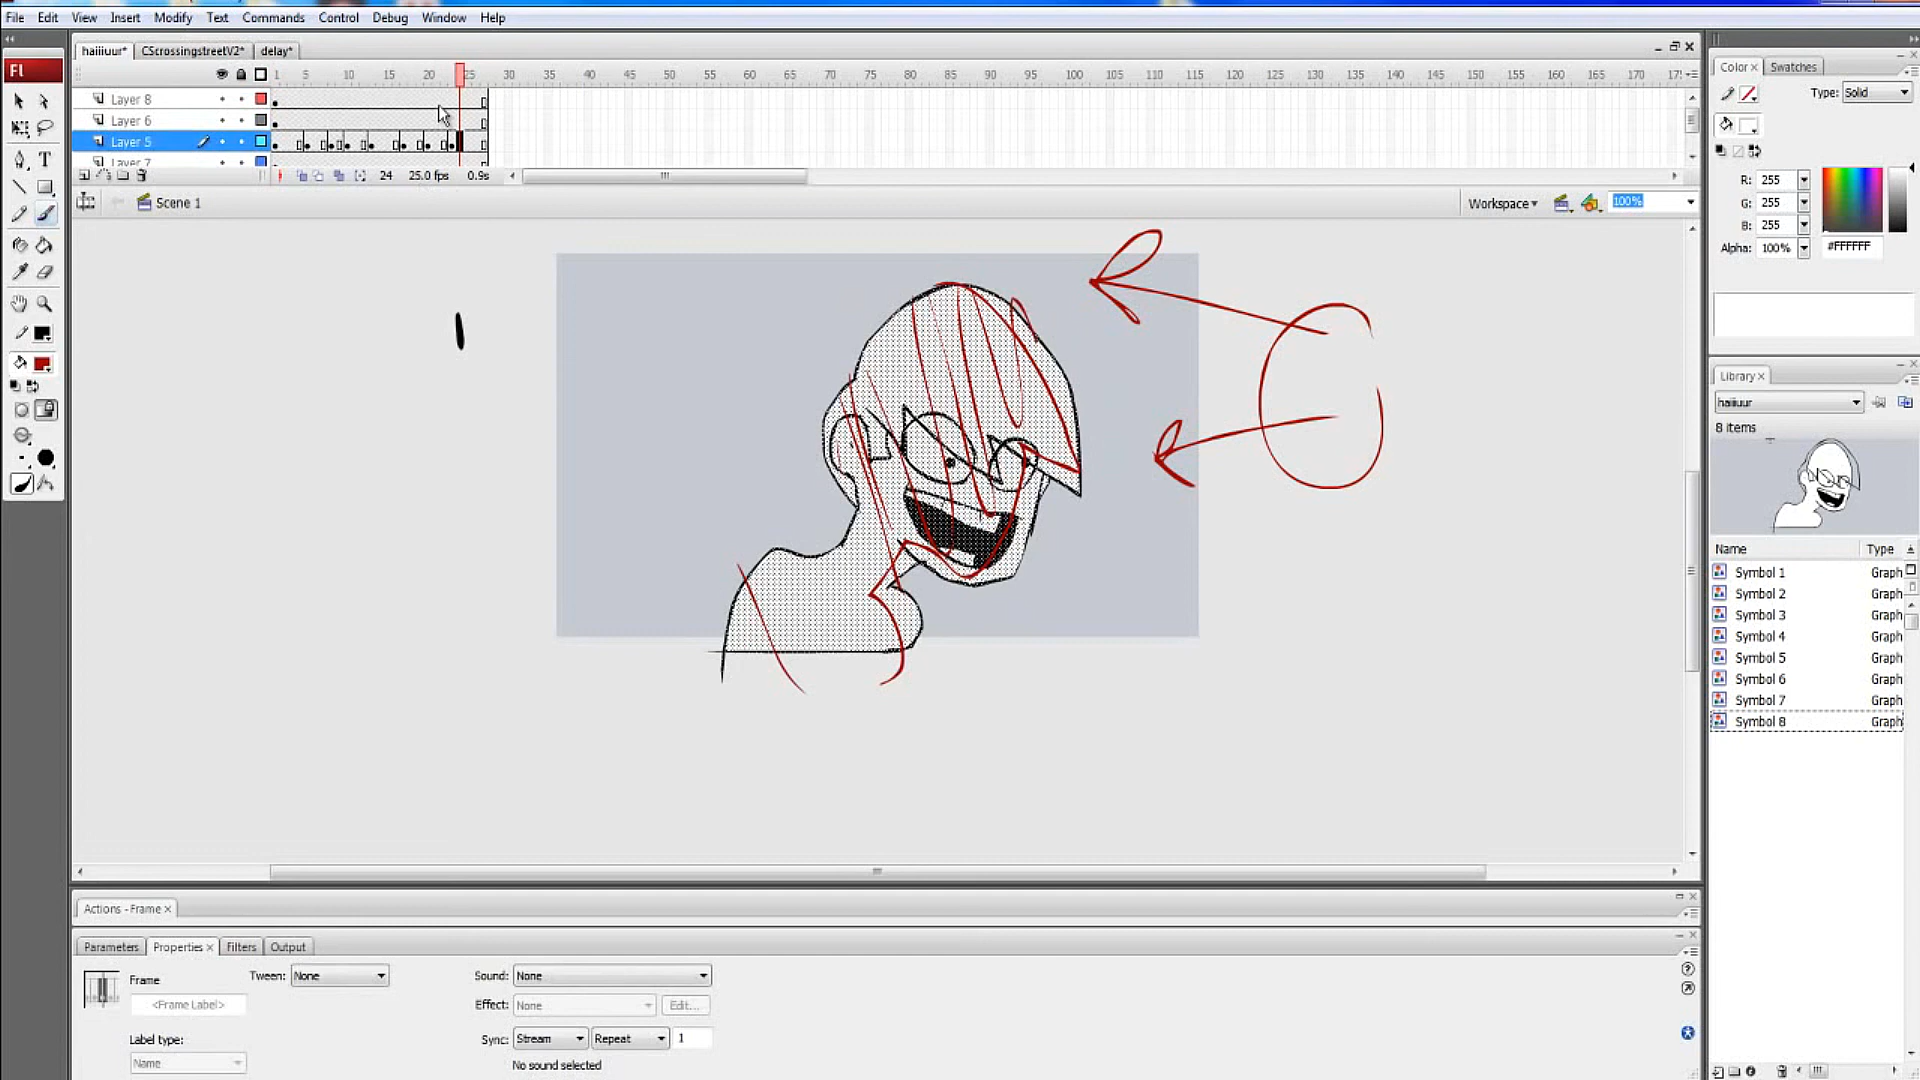 File Edit View Insert Modify Text Commands Control Debug Window Help
haiiiuur* CScrossingstreetV2* delay*
Fl
1 5 10 15 20 25 30 35 40 45 50 55 60 65 70 75 80 85 90 95 100 105 110 115 120 125 130 135 140 145 150 155 160 165 170
Layer 8
Layer 6
Layer 5
Layer 7
24 25.0 fps 0.9s
Scene 1
Workspace
100%
Color Swatches
Type: Solid
R: 255
G: 255
B: 255
Alpha: 100% #FFFFFF
Library
haiiiuur
8 items
Name Type
Symbol 1 Graph
Symbol 2 Graph
Symbol 3 Graph
Symbol 4 Graph
Symbol 5 Graph
Symbol 6 Graph
Symbol 7 Graph
Symbol 8 Graph
Actions - Frame
Parameters Properties Filters Output
Frame Tween: None Sound: None
<Frame Label> Effect: None Edit...
Label type: Sync: Stream Repeat 1
Name No sound selected